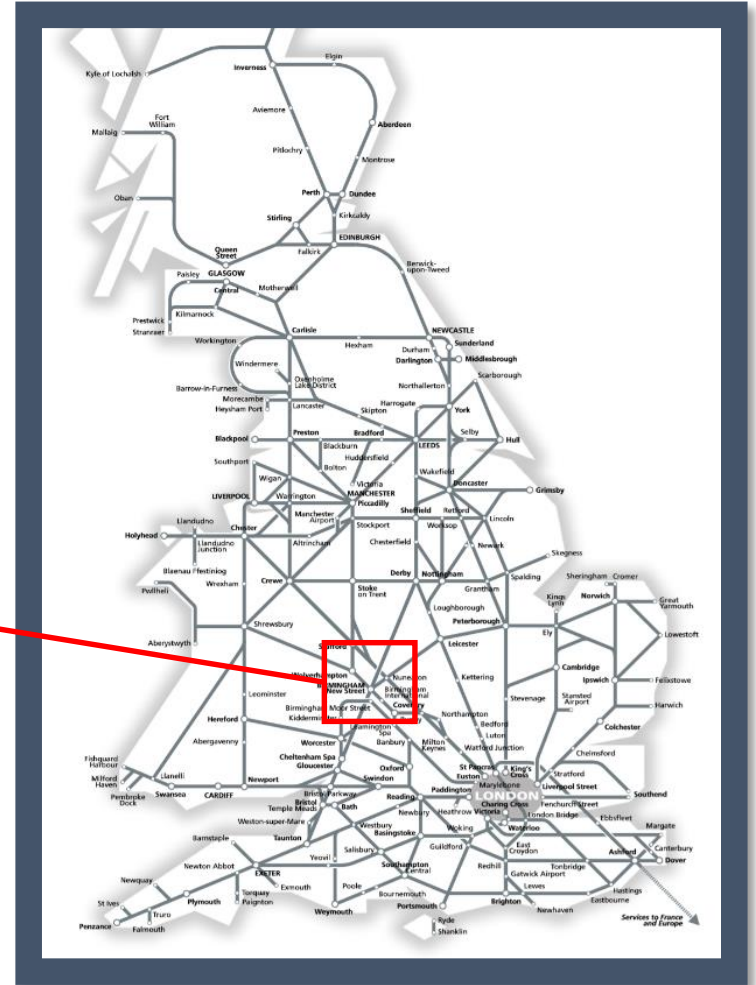 Elgin
Inverness
Kyle of Lochalsh
Aviemore
Fort
William
Aberdeen
Mallaig
Pitlochry
Montrose
Perth
Dundee
Oban
Stirling
Kirkcaldy
EDINBURGH
Queen
Street
Falkirk
Berwick-
upon-Tweed
Paisley
GLASGOW
Central
Motherwell
Prestwick
Kilmarnock
Stranraer
Carlisle
NEWCASTLE
Workington
Hexham
Sunderland
Durham
Darlington
Middlesbrough
Windermere
Scarborough
Oxenholme
Lake District
Barrow-in-Furness
Northallerton
Morecambe
Heysham Port
Lancaster
Harrogate
Skipton
York
Blackpool
Preston
Bradford
Selby
Hull
Blackburn
LEEDS
Southport
Bolton
Huddersfield
Wakefield
Wigan
Victoria
Doncaster
Grimsby
LIVERPOOL
Warrington
MANCHESTER
Piccadilly
Sheffield
Retford
Llandudno
Manchester
Airport
Stockport
Worksop
Lincoln
Holyhead
Chester
Llandudno
Junction
Altrincham
Chesterfield
Newark
Skegness
Blaenau Ffestiniog
Crewe
Derby
Nottingham
Sheringham
Cromer
Pwllheli
Wrexham
Stoke
on Trent
Grantham
Spalding
Kings
Lynn
Norwich
Great
Yarmouth
Loughborough
Shrewsbury
Peterborough
Ely
Lowestoft
Aberystwyth
Stafford
Leicester
Wolverhampton
Nuneaton
Kettering
Cambridge
BIRMINGHAM
New Street
Birmingham
International
Ipswich
Felixstowe
Leominster
Birmingham Moor Street
Coventry
Stevenage
Stansted
Airport
Harwich
Hereford
Kidderminster
Northampton
Leamington
Spa
Bedford
Colchester
Abergavenny
Worcester
Banbury
Milton
Keynes
Luton
Watford Junction
Chelmsford
Fishguard
Harbour
Cheltenham Spa
Gloucester
Oxford
St Pancras
King's
Cross
Milford
Haven
Llanelli
Newport
Swindon
Euston
Stratford
Pembroke
Dock
Swansea
CARDIFF
Bristol Parkway
Paddington
Marylebone
Liverpool Street
Bristol
Temple Meads
Bath
Reading
LONDON
Southend
Charing Cross
Fenchurch Street
Weston-super-Mare
Newbury
Heathrow
Victoria
London Bridge
Ebbsfleet
Barnstaple
Taunton
Westbury
Basingstoke
Woking
Waterloo
Margate
Salisbury
Guildford
East
Croydon
Canterbury
Newton Abbot
Yeovil
Southampton
Central
Redhill
Tonbridge
Ashford
Dover
EXETER
Gatwick Airport
Newquay
Torquay
Paignton
Exmouth
Poole
Bournemouth
Lewes
Hastings
Eastbourne
St Ives
Plymouth
Weymouth
Portsmouth
Brighton
Newhaven
Truro
Ryde
Services to France
and Europe
Penzance
Falmouth
Shanklin